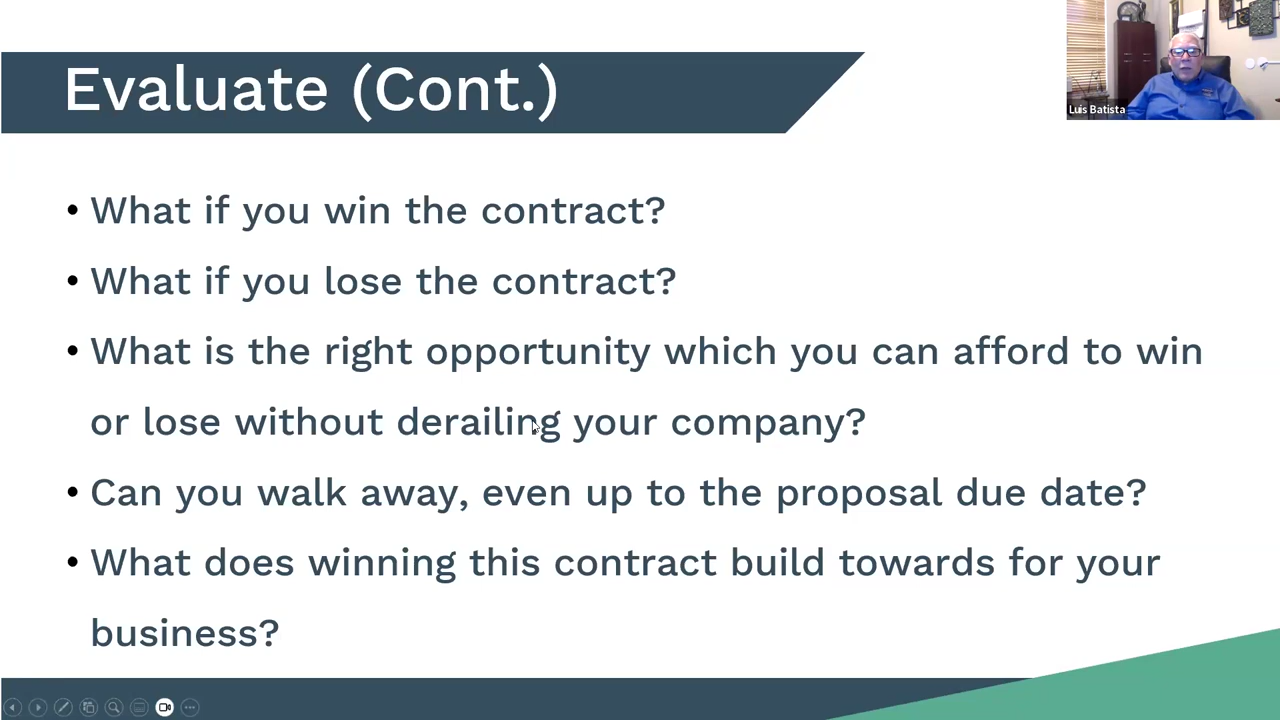 Evaluate (Cont.)
Luis Batista
• What if you win the contract?
• What if you lose the contract?
• What is the right opportunity which you can afford to win
or lose without derailing your company?
• Can you walk away, even up to the proposal due date?
• What does winning this contract build towards for your
business?